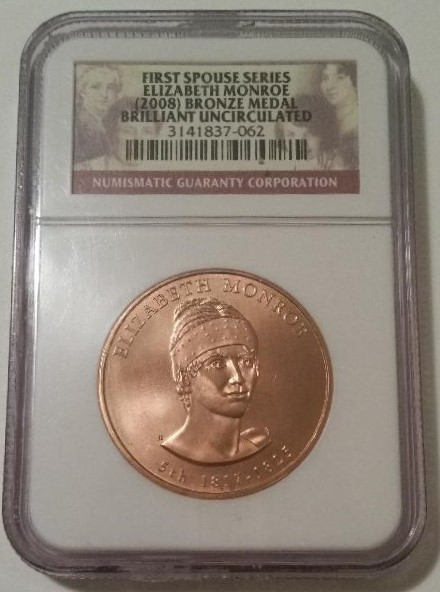 FIRST SPOUSE SERIES
ELIZABETH MONROE
(2008) BRONZE MEDAL
BRILLIANT UNCIRCULATED
3141837-062
NUMISMATIC GUARANTY CORPORATION
ELIZABETH MONROE
5th 1817-1825